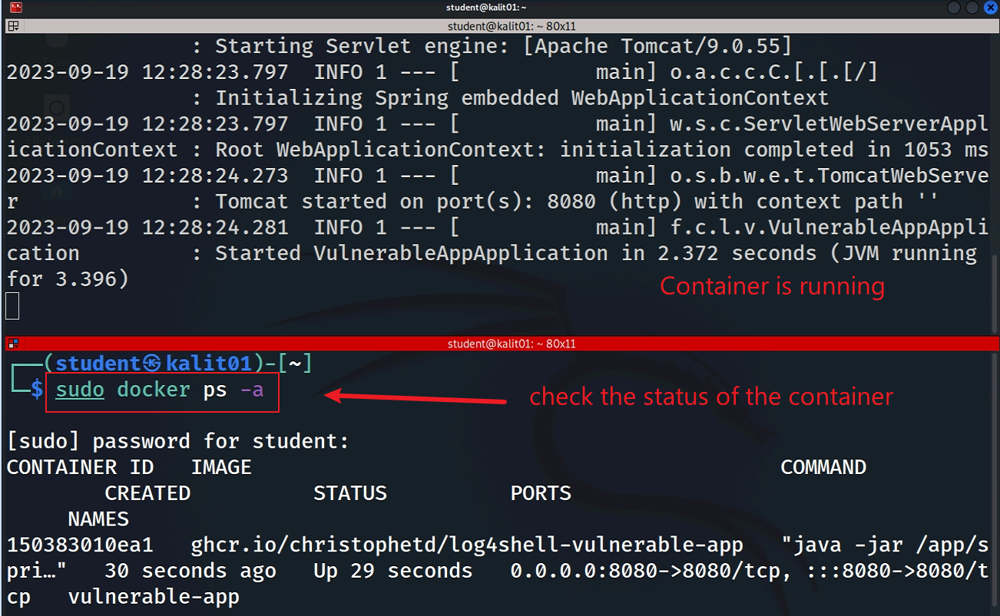 student@kalit01: ~
student@kalit01: ~ 80x11
: Starting Servlet engine: [Apache Tomcat/9.0.55]
2023-09-19 12:28:23.797  INFO 1 --- [           main] o.a.c.c.C.[.[.[/]
: Initializing Spring embedded WebApplicationContext
2023-09-19 12:28:23.797  INFO 1 --- [           main] w.s.c.ServletWebServerAppl
icationContext : Root WebApplicationContext: initialization completed in 1053 ms
2023-09-19 12:28:24.273  INFO 1 --- [           main] o.s.b.w.e.t.TomcatWebServe
r              : Tomcat started on port(s): 8080 (http) with context path ''
2023-09-19 12:28:24.281  INFO 1 --- [           main] f.c.l.v.VulnerableAppAppli
cation         : Started VulnerableAppApplication in 2.372 seconds (JVM running
for 3.396)
Container is running
student@kalit01: ~ 80x11
┌──(student㉿kalit01)-[~]
└─$ sudo docker ps -a
check the status of the container
[sudo] password for student:
CONTAINER ID   IMAGE                                           COMMAND
        CREATED          STATUS          PORTS
     NAMES
150383010ea1   ghcr.io/christophetd/log4shell-vulnerable-app   "java -jar /app/s
pri…"   30 seconds ago   Up 29 seconds   0.0.0.0:8080->8080/tcp, :::8080->8080/t
cp   vulnerable-app